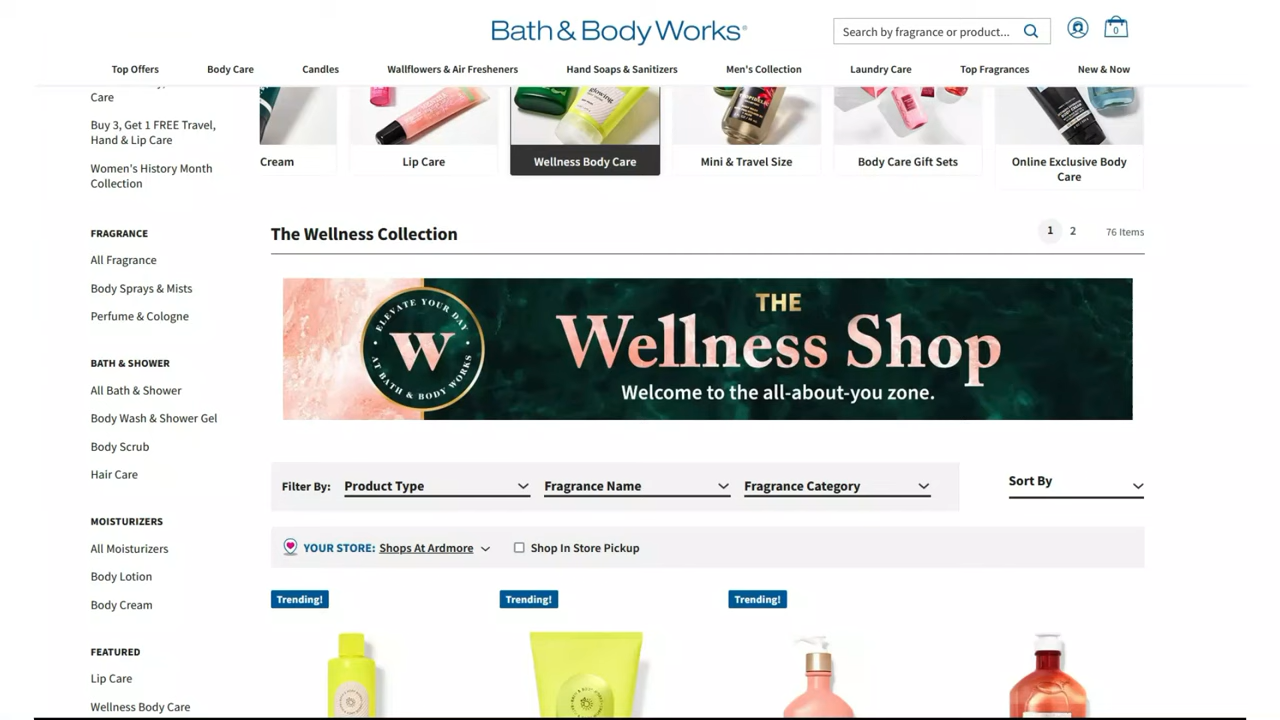 Bath & Body Works®
Search by fragrance or product...
0
Top Offers
Body Care
Candles
Wallflowers & Air Fresheners
Hand Soaps & Sanitizers
Men's Collection
Laundry Care
Top Fragrances
New & Now
Care
Buy 3, Get 1 FREE Travel,
Hand & Lip Care
Women's History Month
Collection
Cream
Lip Care
glowing
Wellness Body Care
Mini & Travel Size
Body Care Gift Sets
Online Exclusive Body
Care
FRAGRANCE
All Fragrance
Body Sprays & Mists
Perfume & Cologne
BATH & SHOWER
All Bath & Shower
Body Wash & Shower Gel
Body Scrub
Hair Care
MOISTURIZERS
All Moisturizers
Body Lotion
Body Cream
FEATURED
Lip Care
Wellness Body Care
The Wellness Collection
1
2
76 Items
ELEVATE YOUR DAY
W
AT BATH & BODY WORKS
THE
Wellness Shop
Welcome to the all-about-you zone.
Filter By:
Product Type
Fragrance Name
Fragrance Category
Sort By
YOUR STORE: Shops At Ardmore
Shop In Store Pickup
Trending!
Trending!
Trending!